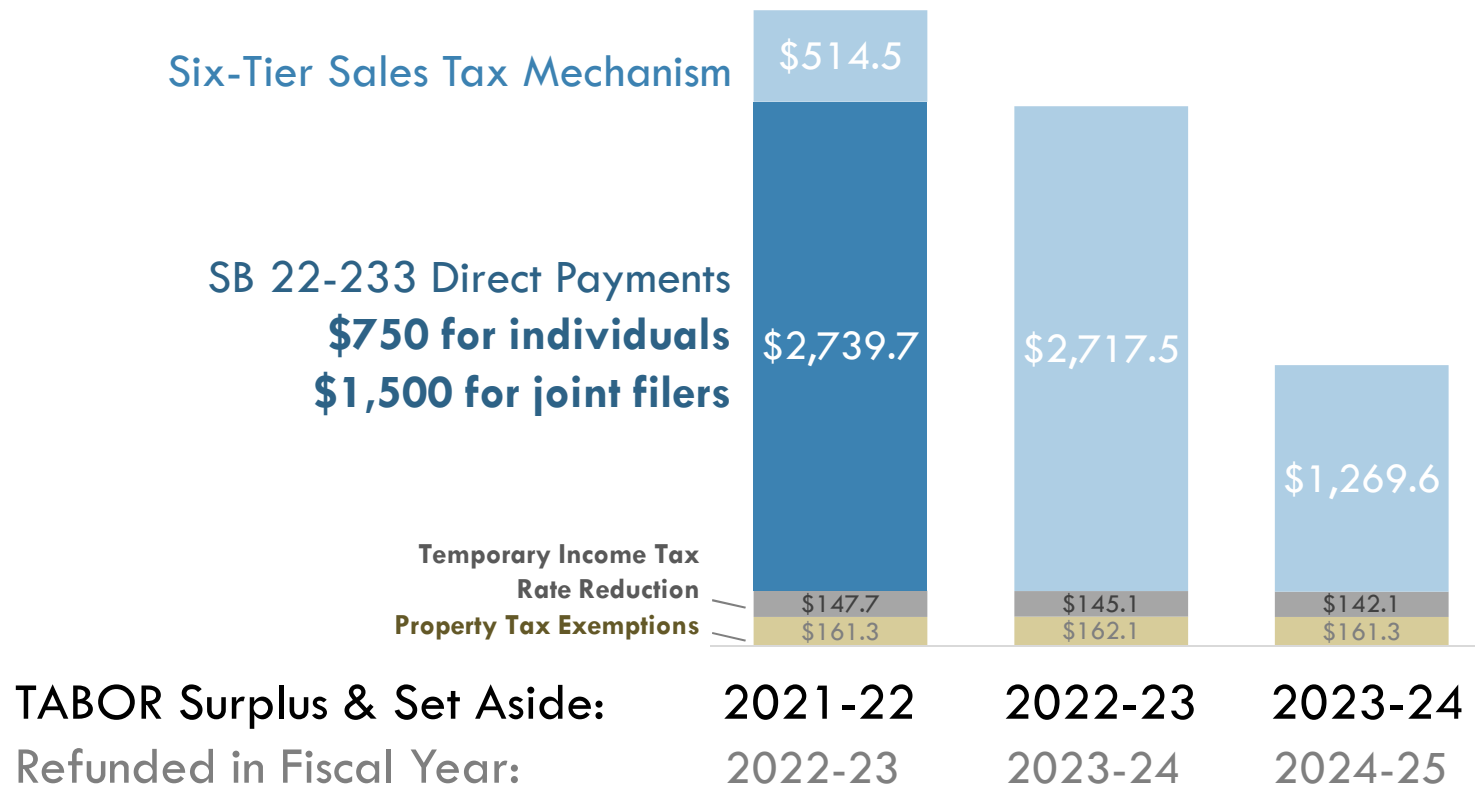 $514.5
Six-Tier Sales Tax Mechanism
SB 22-233 Direct Payments
$750 for individuals
$1,500 for joint filers
$2,739.7
$2,717.5
$1,269.6
Temporary Income Tax
Rate Reduction
Property Tax Exemptions
$147.7
$145.1
$142.1
$161.3
$162.1
$161.3
TABOR Surplus & Set Aside: 2021-22 2022-23 2023-24
Refunded in Fiscal Year: 2022-23 2023-24 2024-25